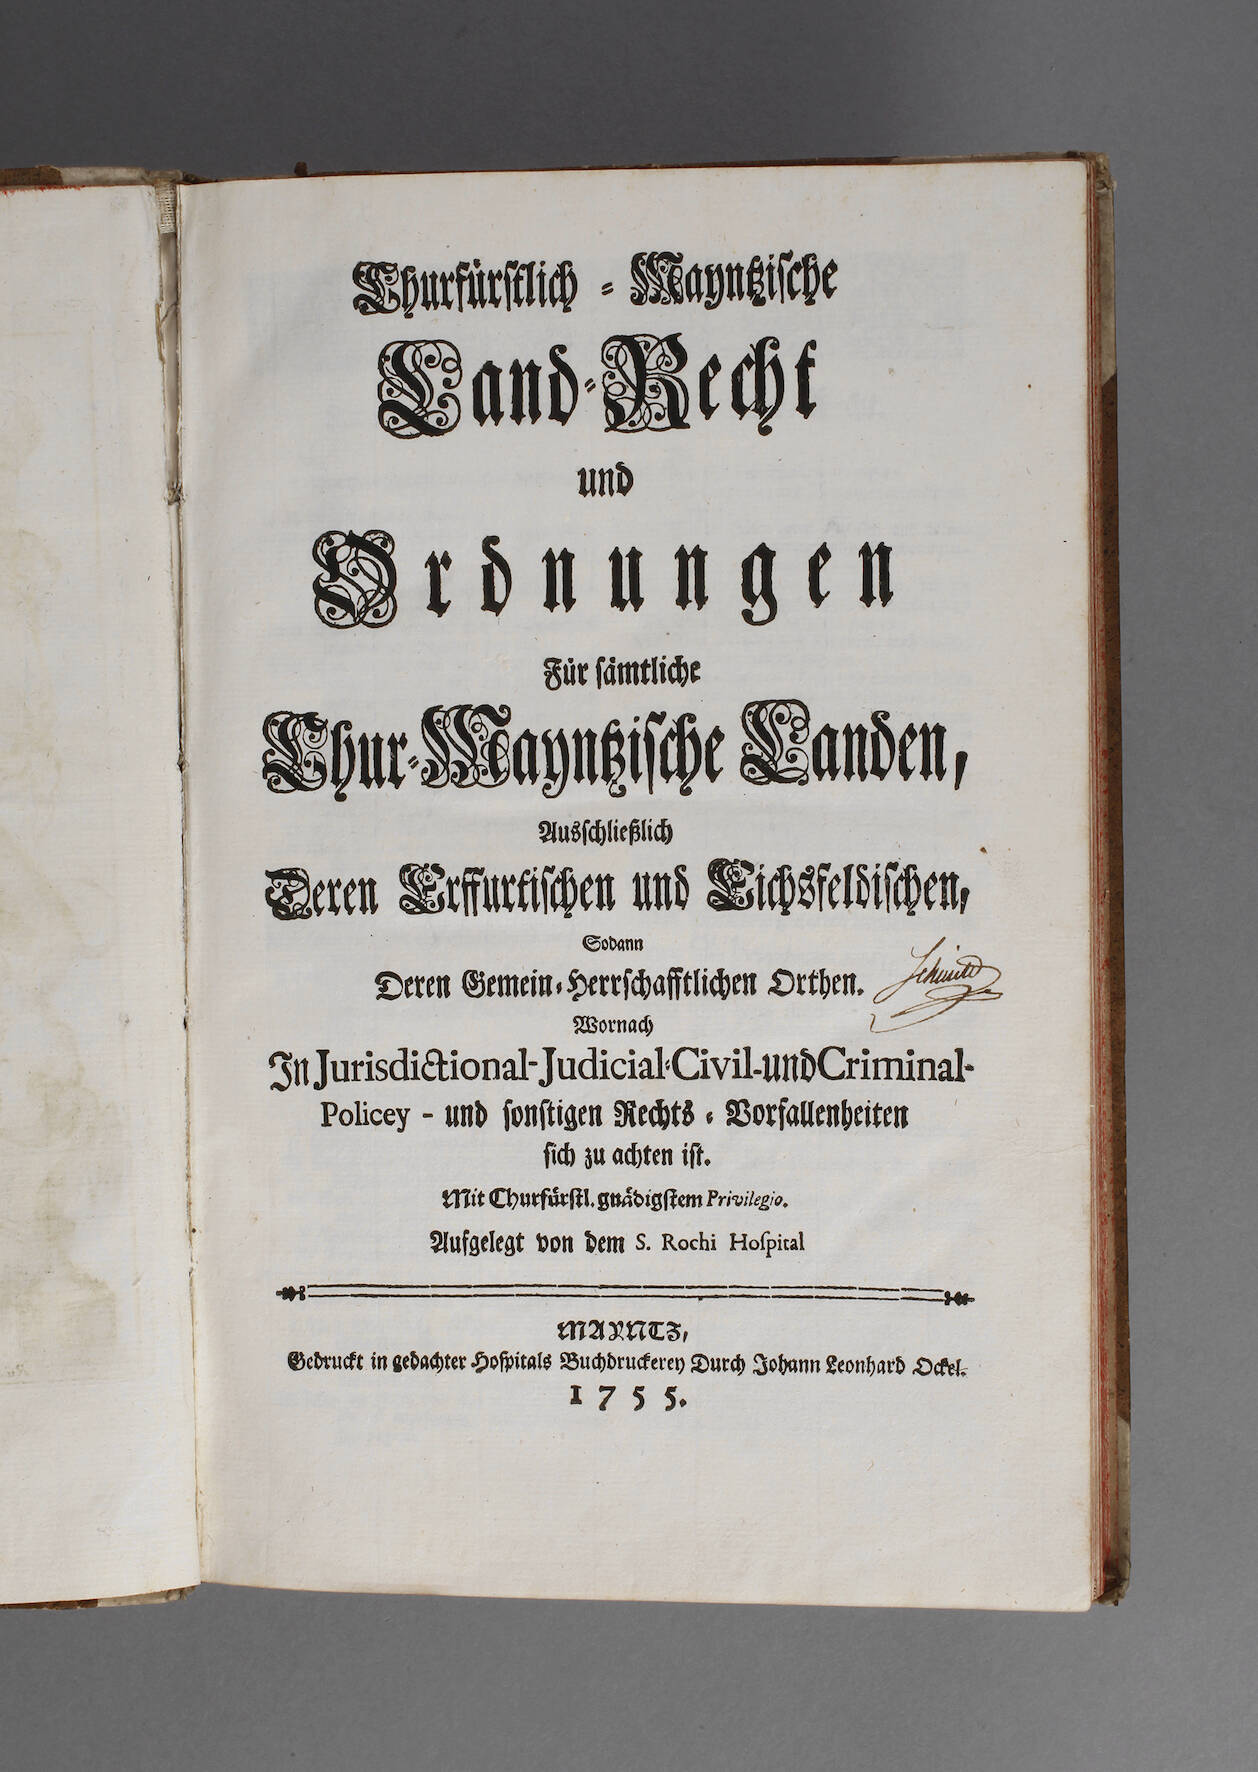 Churfürstlich-Mayntzische
Land-Recht
und
Ordnungen
Für sämtliche
Chur-Mayntzische Landen,
Ausschließlich
Deren Erffurtischen und Eichsfeldischen,
Sodann
Deren Gemein-Herrschafftlichen Orthen.
Schmitt
Wornach
In Jurisdictional-Judicial-Civil-und Criminal-
Policey-und sonstigen Rechts-Vorfallenheiten
sich zu achten ist.
Mit Churfürstl. gnädigstem Privilegio.
Aufgelegt von dem S. Rochi Hospital
MAYNTZ,
Gedruckt in gedachter Hospitals Buchdruckerey Durch Johann Leonhard Ockel.
1755.